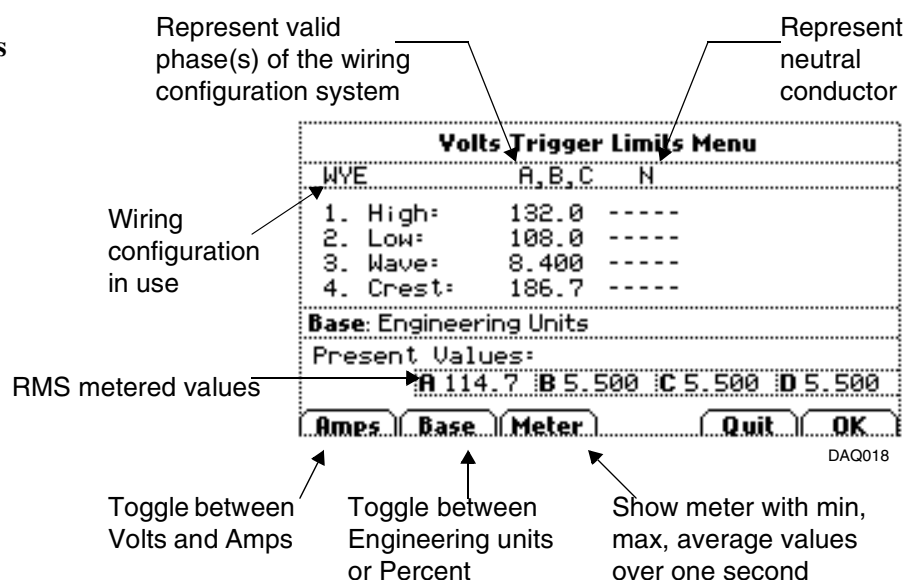 s
Represent valid
phase(s) of the wiring
configuration system
Represent
neutral
conductor
Volts Trigger Limits Menu
WYE A,B,C N
Wiring
configuration
in use
1. High: 132.0 -----
2. Low: 108.0 -----
3. Wave: 8.400 -----
4. Crest: 186.7 -----
Base: Engineering Units
Present Values:
RMS metered values
A 114.7 B 5.500 C 5.500 D 5.500
Amps Base Meter Quit OK
DAQ018
Toggle between
Volts and Amps
Toggle between
Engineering units
or Percent
Show meter with min,
max, average values
over one second